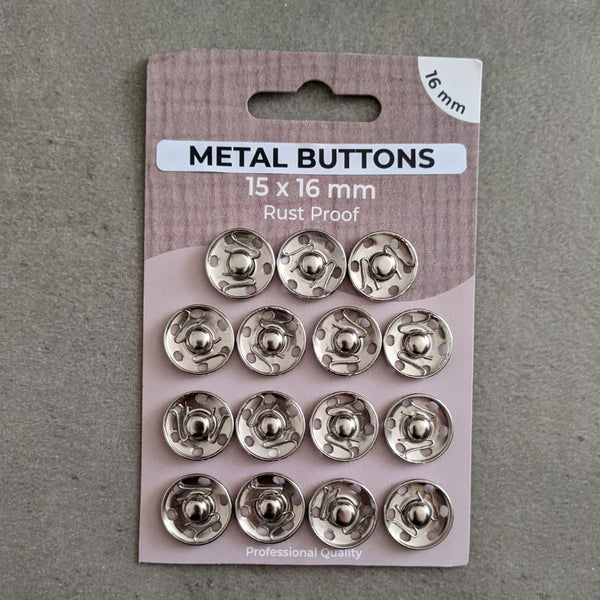 16 mm
METAL BUTTONS
15 x 16 mm
Rust Proof
Professional Quality